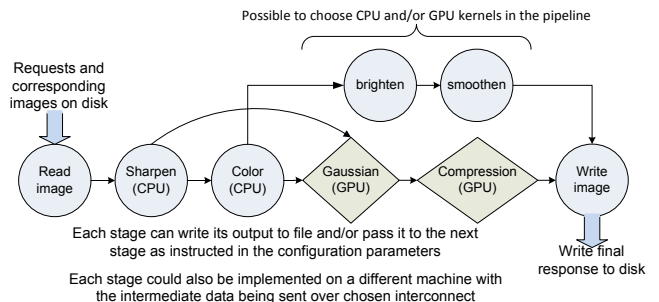 Possible to choose CPU and/or GPU kernels in the pipeline
Requests and
corresponding
images on disk
brighten
smoothen
Read
image
Sharpen
(CPU)
Color
(CPU)
Gaussian
(GPU)
Compression
(GPU)
Write
image
Each stage can write its output to file and/or pass it to the next
stage as instructed in the configuration parameters
Write final
response to disk
Each stage could also be implemented on a different machine with
the intermediate data being sent over chosen interconnect